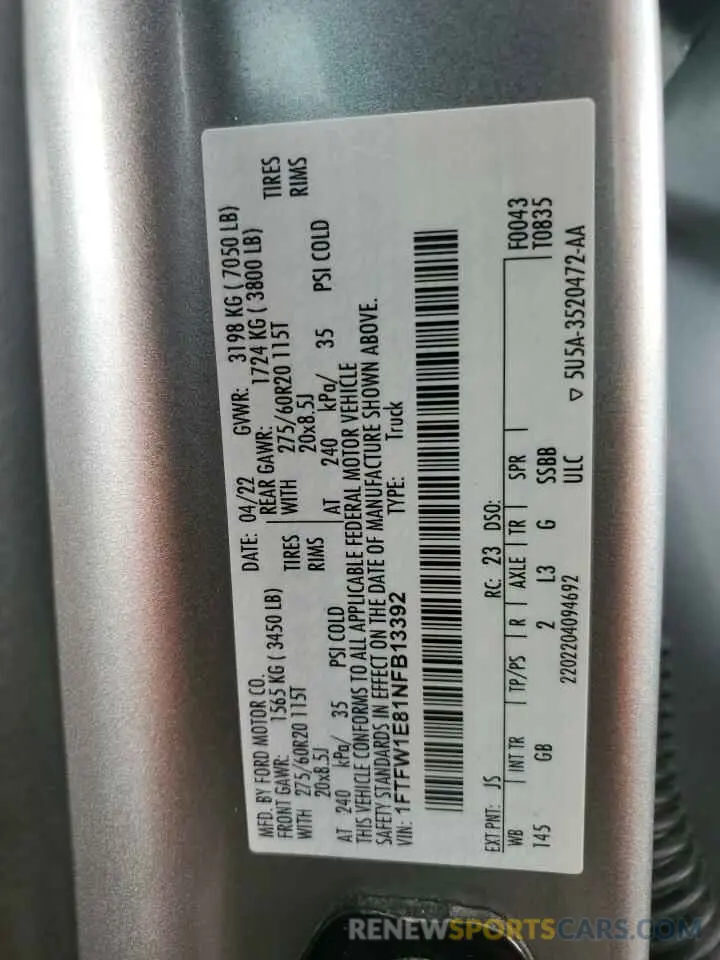 MFD. BY FORD MOTOR CO.
DATE: 04/22 GVWR: 3198 KG ( 7050 LB)
FRONT GAWR: 1565 KG ( 3450 LB)
REAR GAWR: 1724 KG ( 3800 LB)
WITH 275/60R20 115T TIRES
WITH 275/60R20 115T TIRES
20x8.5J RIMS
20x8.5J RIMS
AT 240 kPa/ 35 PSI COLD
AT 240 kPa/ 35 PSI COLD
THIS VEHICLE CONFORMS TO ALL APPLICABLE FEDERAL MOTOR VEHICLE
SAFETY STANDARDS IN EFFECT ON THE DATE OF MANUFACTURE SHOWN ABOVE.
VIN: 1FTFW1E81NFB13392 TYPE: Truck
EXT PNT: JS RC: 23 DSO: F0043
WB INT TR TP/PS R AXLE TR SPR T0835
145 GB 2 L3 G SSBB
2202204094692 ULC ▽ 5U5A-3520472-AA
RENEWSPORTSCARS.COM